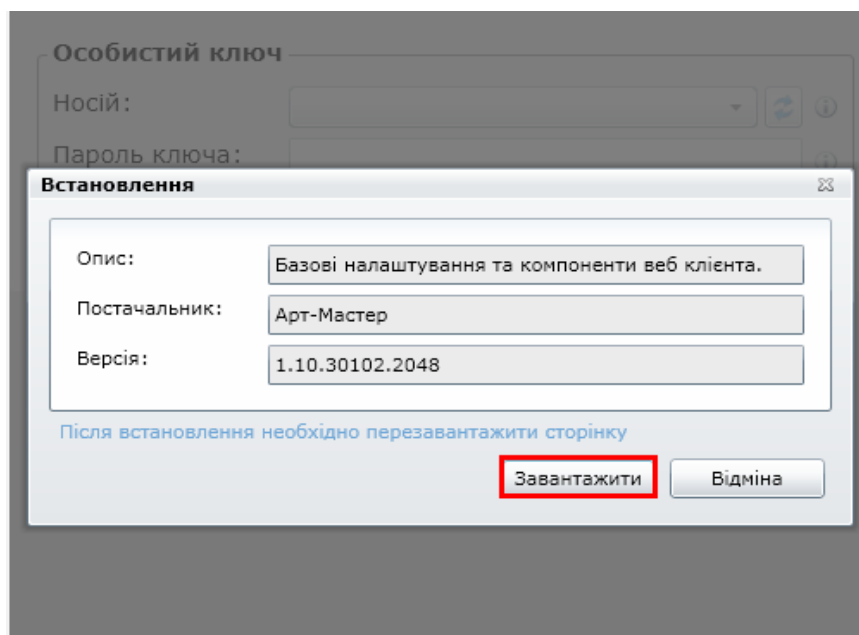 Особистий ключ
Носій:
Пароль ключа:
Встановлення
Опис: Базові налаштування та компоненти веб клієнта.
Постачальник: Арт-Мастер
Версія: 1.10.30102.2048
Після встановлення необхідно перезавантажити сторінку
Завантажити Відміна